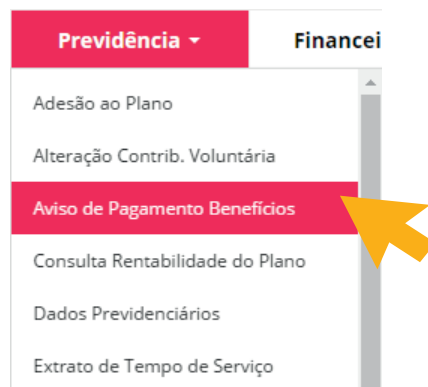 Previdência Financei
Adesão ao Plano
Alteração Contrib. Voluntária
Aviso de Pagamento Benefícios
Consulta Rentabilidade do Plano
Dados Previdenciários
Extrato de Tempo de Serviço